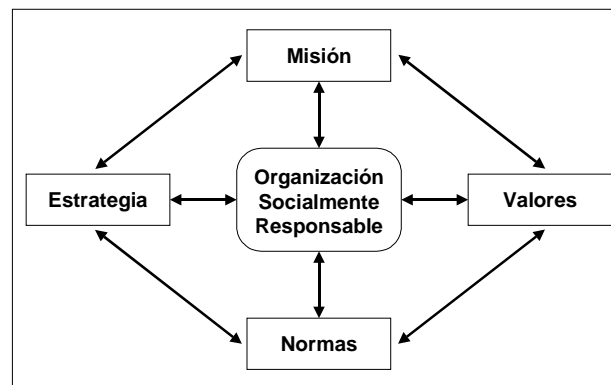 Misión
Organización
Socialmente
Responsable
Estrategia
Valores
Normas